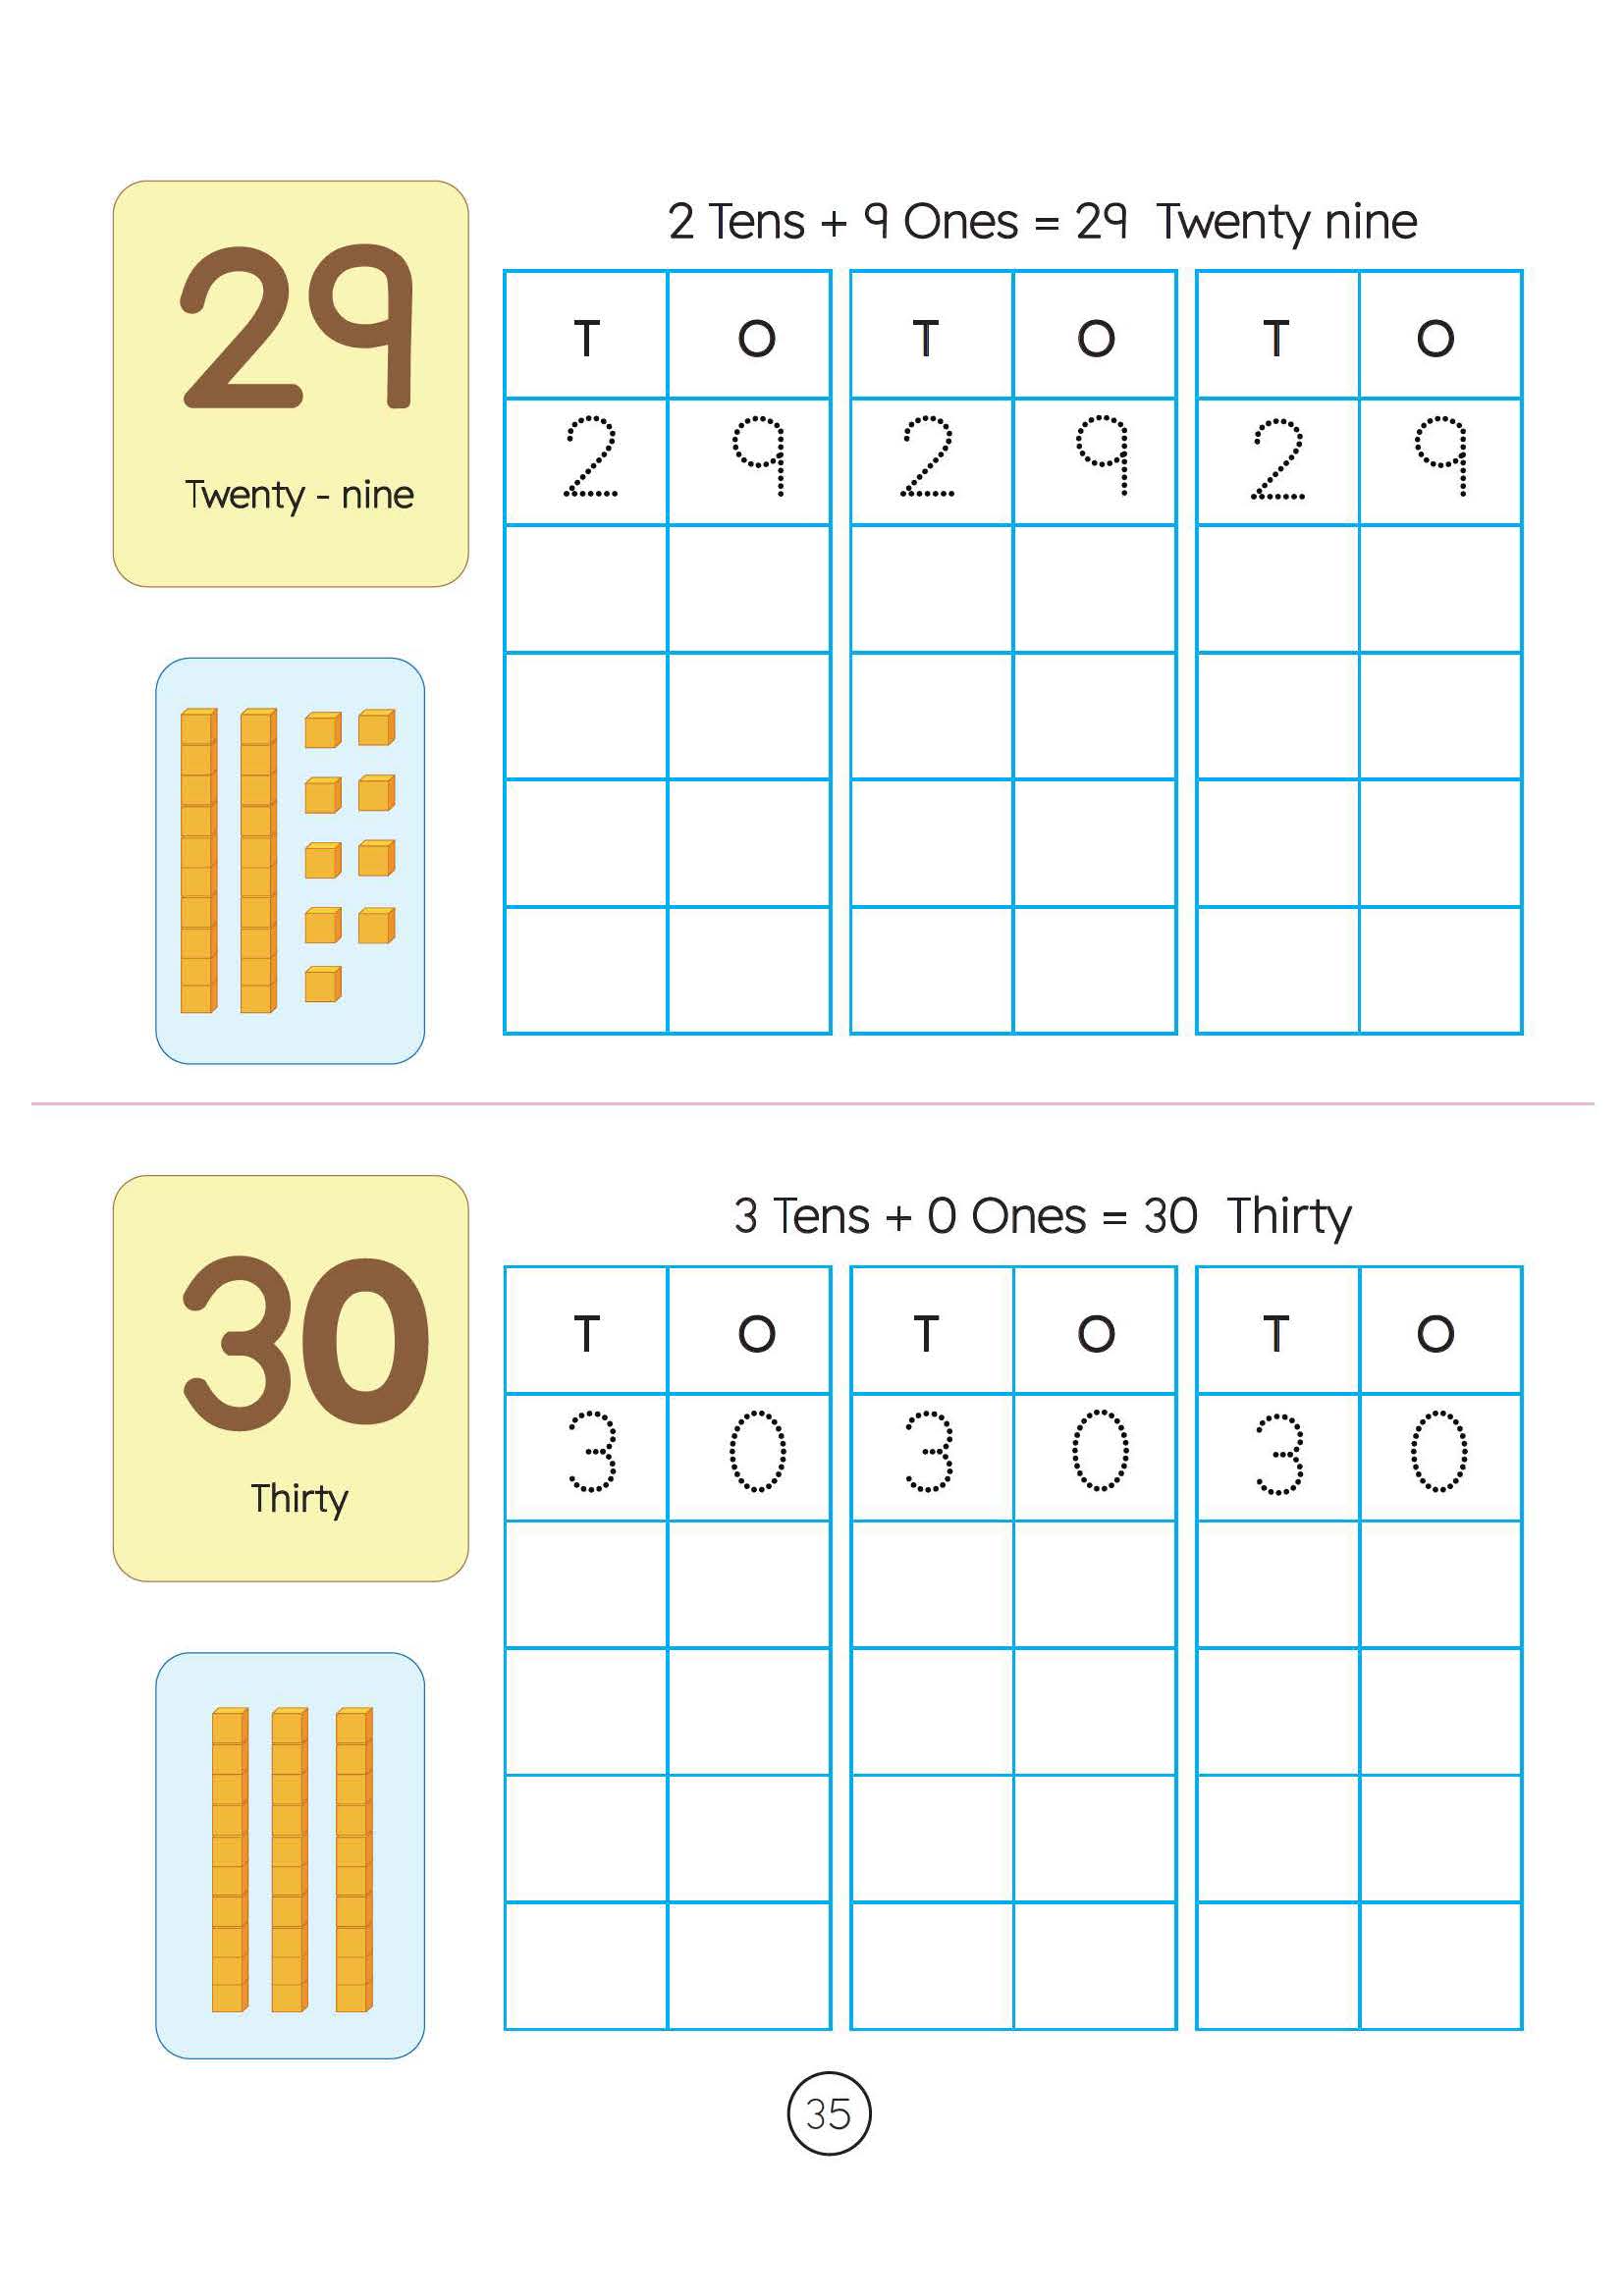 29
Twenty - nine
2 Tens + 9 Ones = 29 Twenty nine
T O T O T O
2 9 2 9 2 9
30
Thirty
3 Tens + 0 Ones = 30 Thirty
T O T O T O
3 0 3 0 3 0
35